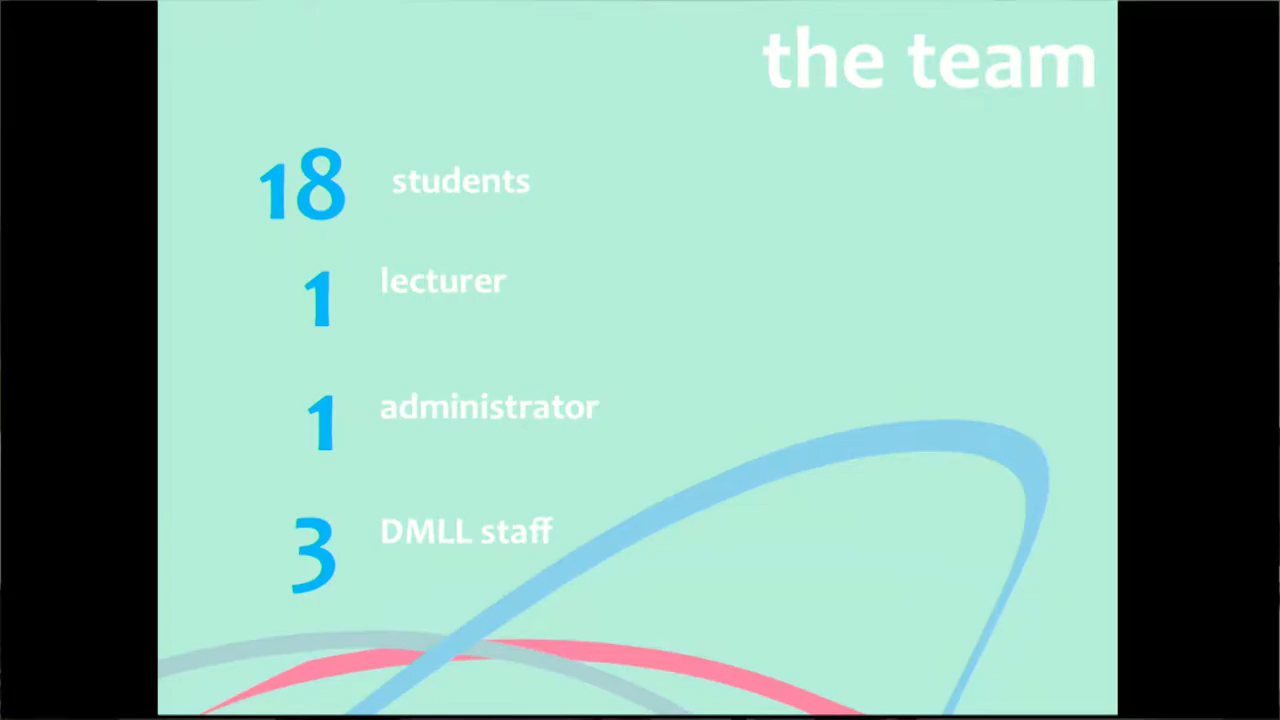 the team
18 students
1 lecturer
1 administrator
3 DMLL staff